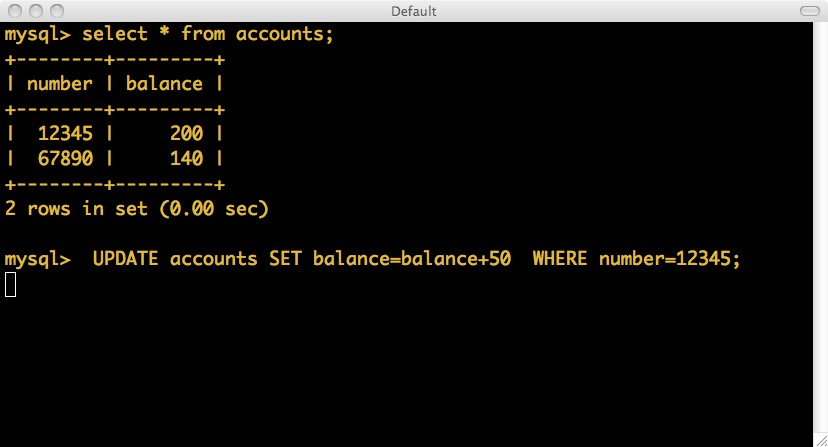 Default
mysql> select * from accounts;
+--------+---------+
| number | balance |
+--------+---------+
|  12345 |     200 |
|  67890 |     140 |
+--------+---------+
2 rows in set (0.00 sec)
mysql>  UPDATE accounts SET balance=balance+50  WHERE number=12345;